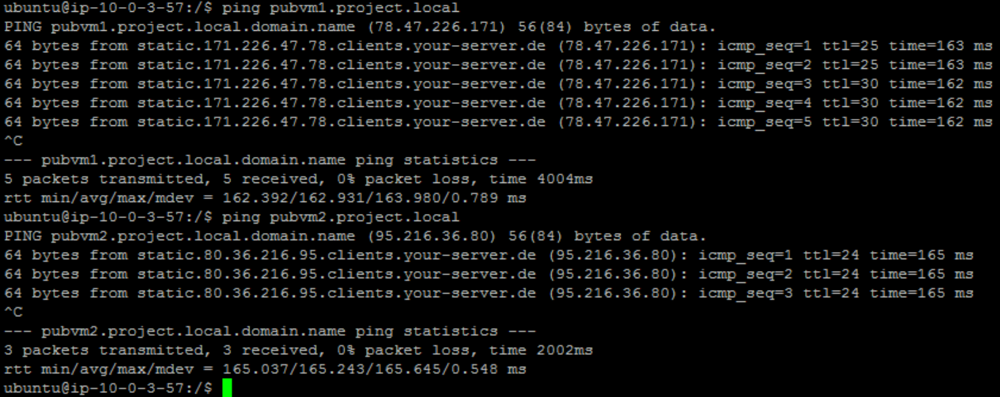 ubuntu@ip-10-0-3-57:/$ ping pubvm1.project.local
PING pubvm1.project.local.domain.name (78.47.226.171) 56(84) bytes of data.
64 bytes from static.171.226.47.78.clients.your-server.de (78.47.226.171): icmp_seq=1 ttl=25 time=163 ms
64 bytes from static.171.226.47.78.clients.your-server.de (78.47.226.171): icmp_seq=2 ttl=25 time=163 ms
64 bytes from static.171.226.47.78.clients.your-server.de (78.47.226.171): icmp_seq=3 ttl=30 time=162 ms
64 bytes from static.171.226.47.78.clients.your-server.de (78.47.226.171): icmp_seq=4 ttl=30 time=162 ms
64 bytes from static.171.226.47.78.clients.your-server.de (78.47.226.171): icmp_seq=5 ttl=30 time=162 ms
^C
--- pubvm1.project.local.domain.name ping statistics ---
5 packets transmitted, 5 received, 0% packet loss, time 4004ms
rtt min/avg/max/mdev = 162.392/162.931/163.980/0.789 ms
ubuntu@ip-10-0-3-57:/$ ping pubvm2.project.local
PING pubvm2.project.local.domain.name (95.216.36.80) 56(84) bytes of data.
64 bytes from static.80.36.216.95.clients.your-server.de (95.216.36.80): icmp_seq=1 ttl=24 time=165 ms
64 bytes from static.80.36.216.95.clients.your-server.de (95.216.36.80): icmp_seq=2 ttl=24 time=165 ms
64 bytes from static.80.36.216.95.clients.your-server.de (95.216.36.80): icmp_seq=3 ttl=24 time=165 ms
^C
--- pubvm2.project.local.domain.name ping statistics ---
3 packets transmitted, 3 received, 0% packet loss, time 2002ms
rtt min/avg/max/mdev = 165.037/165.243/165.645/0.548 ms
ubuntu@ip-10-0-3-57:/$